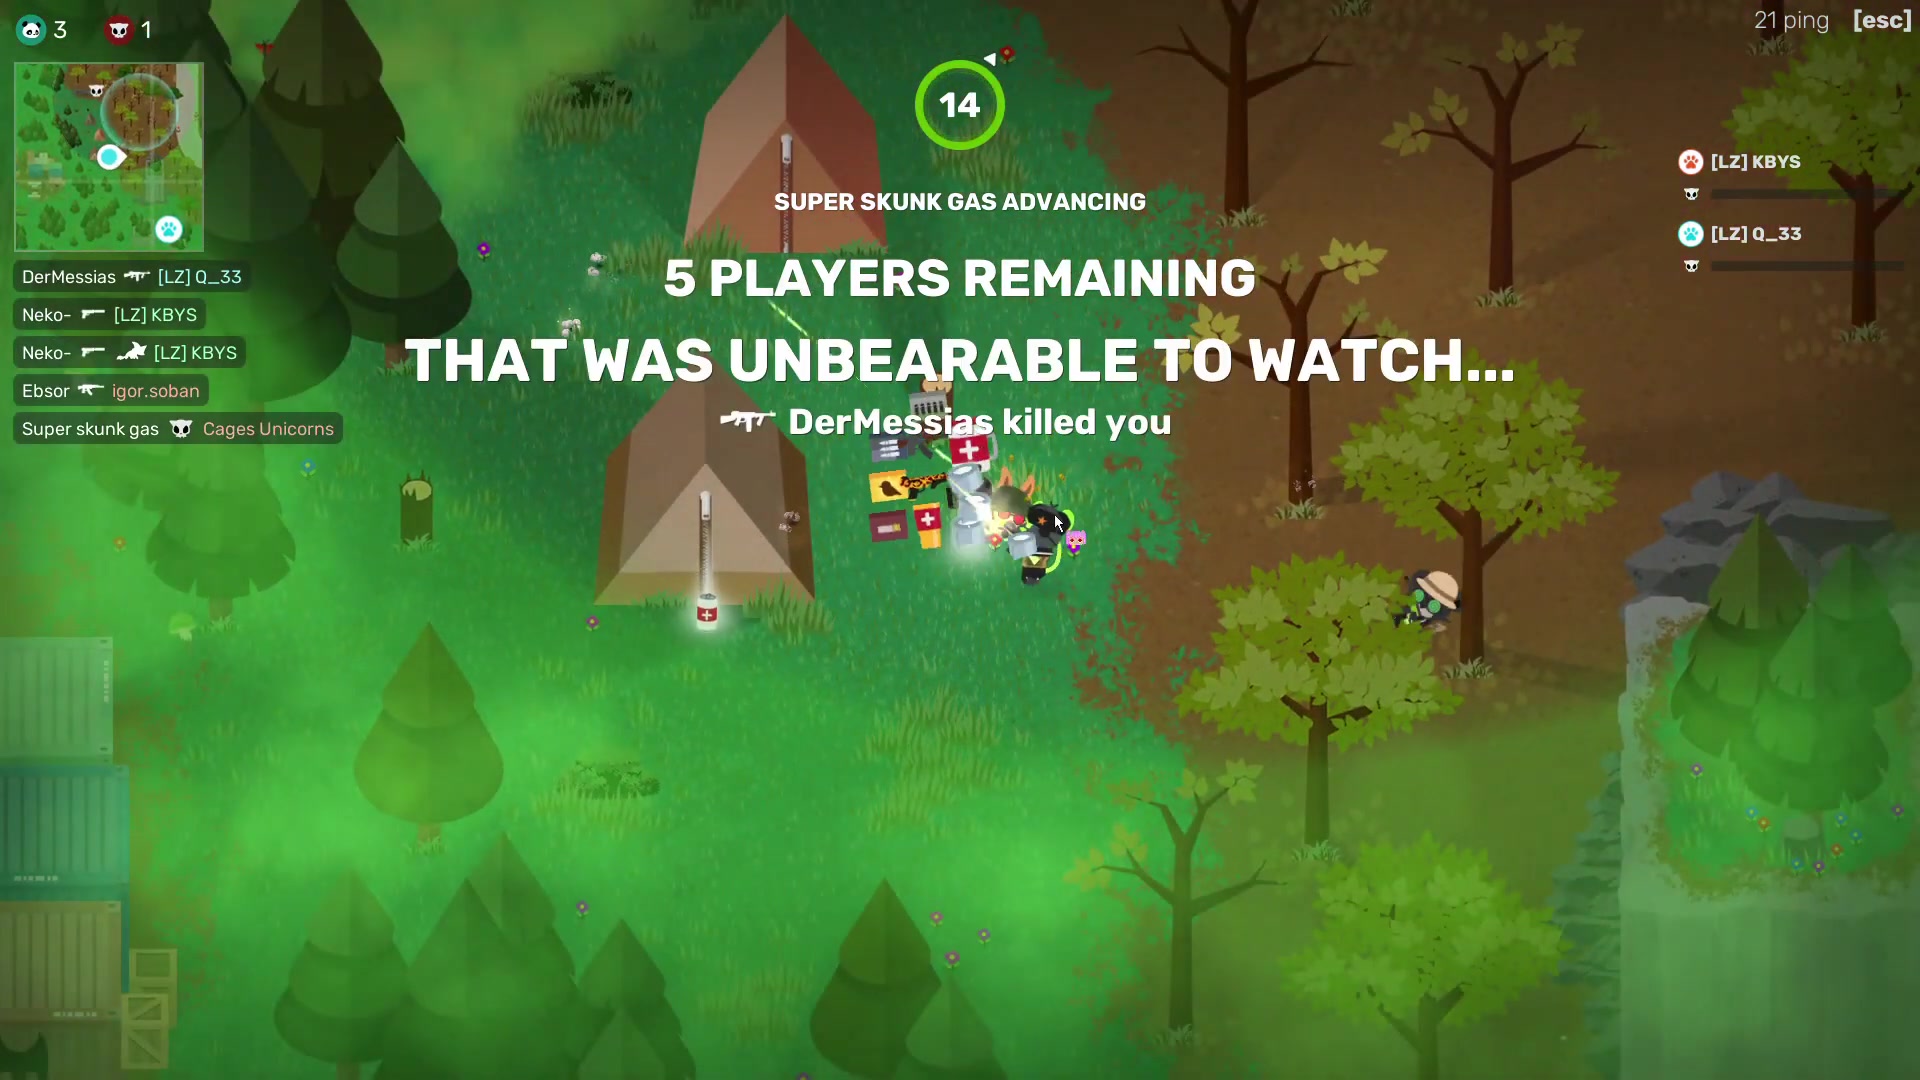 3 1
21 ping [esc]
14
SUPER SKUNK GAS ADVANCING
5 PLAYERS REMAINING
THAT WAS UNBEARABLE TO WATCH...
DerMessias killed you
[LZ] KBYS
[LZ] Q_33
DerMessias [LZ] Q_33
Neko- [LZ] KBYS
Neko- [LZ] KBYS
Ebsor igor.soban
Super skunk gas Cages Unicorns